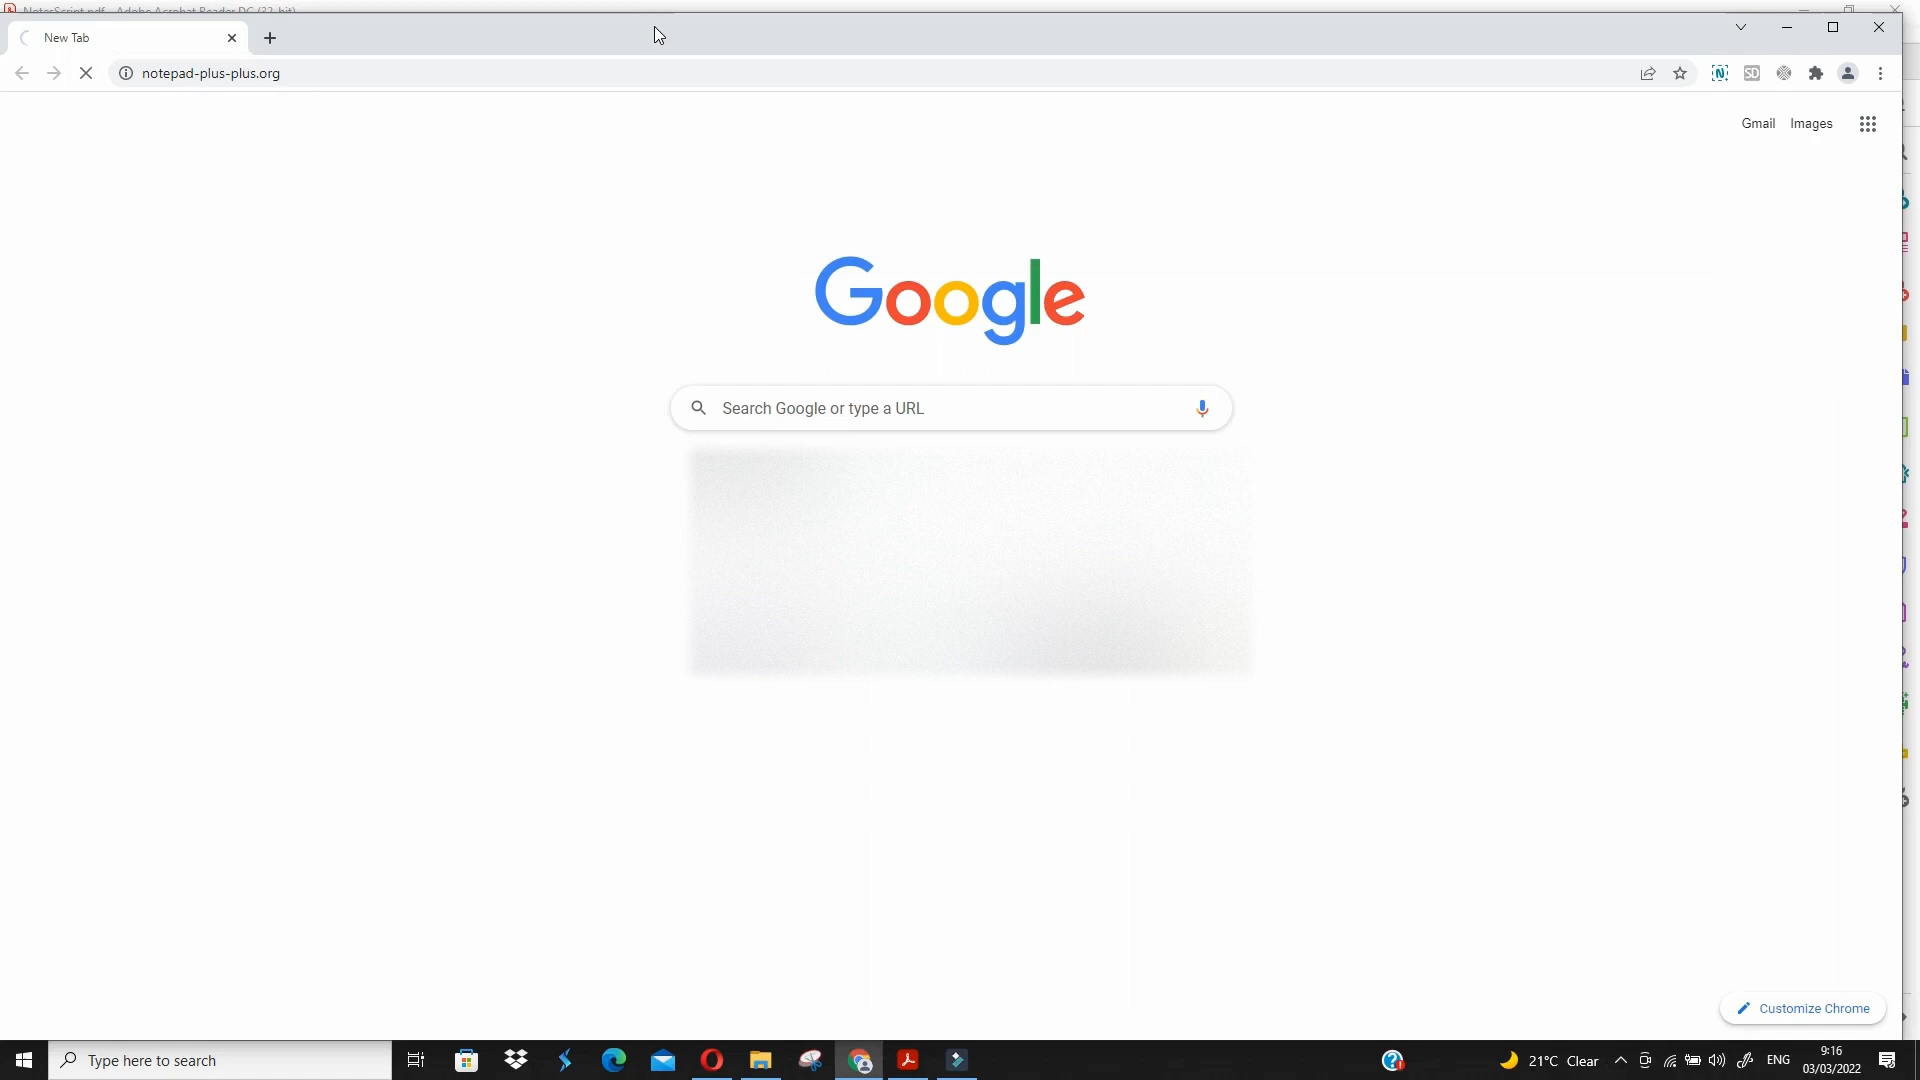 NotesScript.pdf - Adobe Acrobat Reader DC (32-bit)
New Tab
notepad-plus-plus.org
SD
Gmail Images
Google
Search Google or type a URL
Customize Chrome
Type here to search
21°C Clear
ENG
9:16
03/03/2022